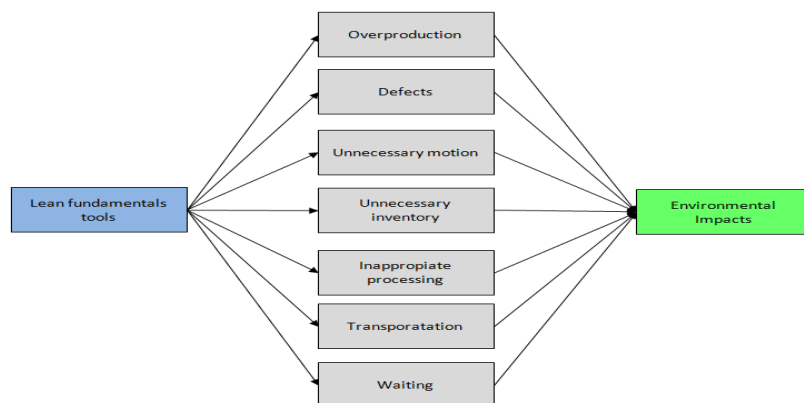 Overproduction
Defects
Unnecessary motion
Lean fundamentals
tools
Unnecessary
inventory
Environmental
Impacts
Inappropiate
processing
Transporatation
Waiting